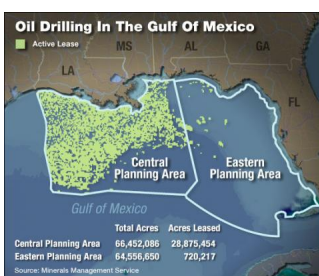 Oil Drilling In The Gulf Of Mexico
Active Lease
MS
AL
GA
LA
FL
Central
Planning Area
Eastern
Planning Area
Gulf of Mexico
Total Acres Acres Leased
Central Planning Area 66,452,086 28,875,454
Eastern Planning Area 64,556,650 720,217
Source: Minerals Management Service